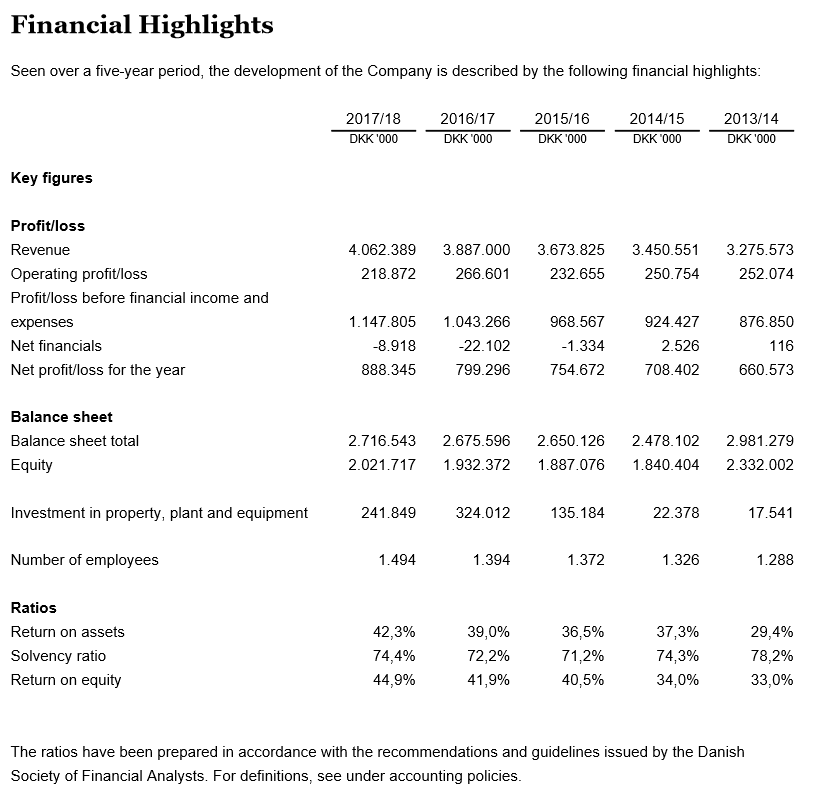 Financial Highlights
Seen over a five-year period, the development of the Company is described by the following financial highlights:
2017/18 2016/17 2015/16 2014/15 2013/14
DKK '000 DKK '000 DKK '000 DKK '000 DKK '000
Key figures
Profit/loss
Revenue 4.062.389 3.887.000 3.673.825 3.450.551 3.275.573
Operating profit/loss 218.872 266.601 232.655 250.754 252.074
Profit/loss before financial income and
expenses 1.147.805 1.043.266 968.567 924.427 876.850
Net financials -8.918 -22.102 -1.334 2.526 116
Net profit/loss for the year 888.345 799.296 754.672 708.402 660.573
Balance sheet
Balance sheet total 2.716.543 2.675.596 2.650.126 2.478.102 2.981.279
Equity 2.021.717 1.932.372 1.887.076 1.840.404 2.332.002
Investment in property, plant and equipment 241.849 324.012 135.184 22.378 17.541
Number of employees 1.494 1.394 1.372 1.326 1.288
Ratios
Return on assets 42,3% 39,0% 36,5% 37,3% 29,4%
Solvency ratio 74,4% 72,2% 71,2% 74,3% 78,2%
Return on equity 44,9% 41,9% 40,5% 34,0% 33,0%
The ratios have been prepared in accordance with the recommendations and guidelines issued by the Danish
Society of Financial Analysts. For definitions, see under accounting policies.